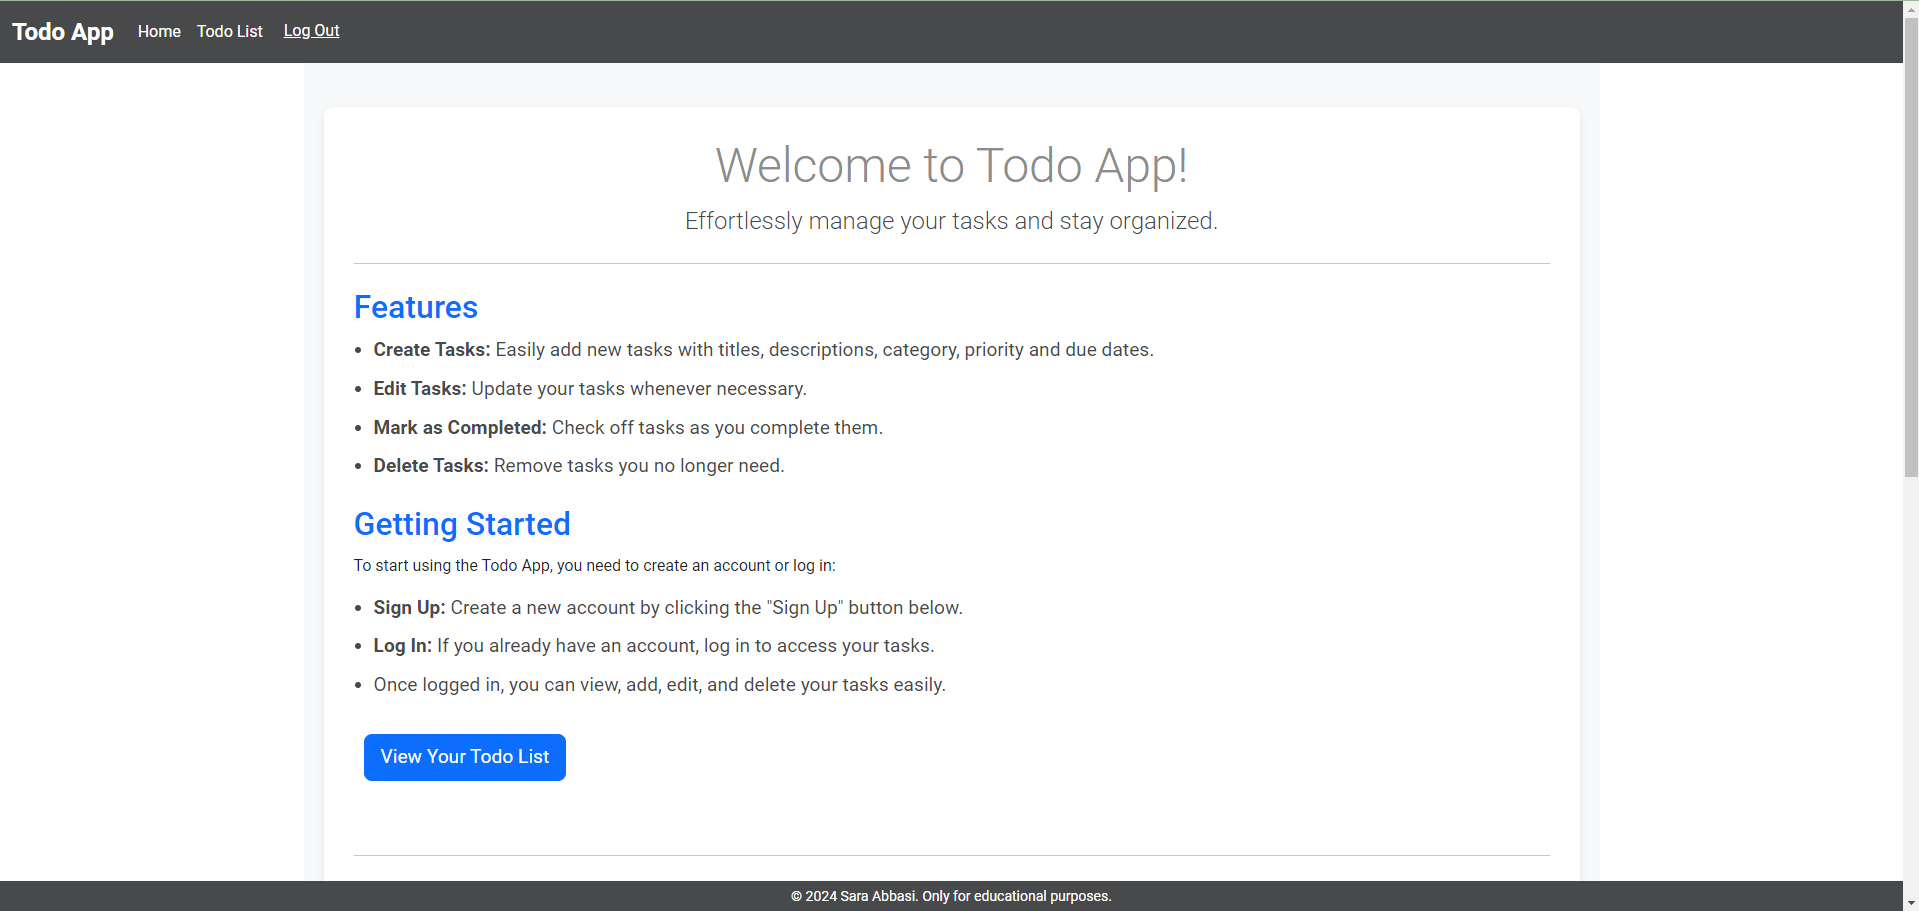 Todo App Home Todo List Log Out
Welcome to Todo App!
Effortlessly manage your tasks and stay organized.
Features
• Create Tasks: Easily add new tasks with titles, descriptions, category, priority and due dates.
• Edit Tasks: Update your tasks whenever necessary.
• Mark as Completed: Check off tasks as you complete them.
• Delete Tasks: Remove tasks you no longer need.
Getting Started
To start using the Todo App, you need to create an account or log in:
• Sign Up: Create a new account by clicking the "Sign Up" button below.
• Log In: If you already have an account, log in to access your tasks.
• Once logged in, you can view, add, edit, and delete your tasks easily.
View Your Todo List
© 2024 Sara Abbasi. Only for educational purposes.